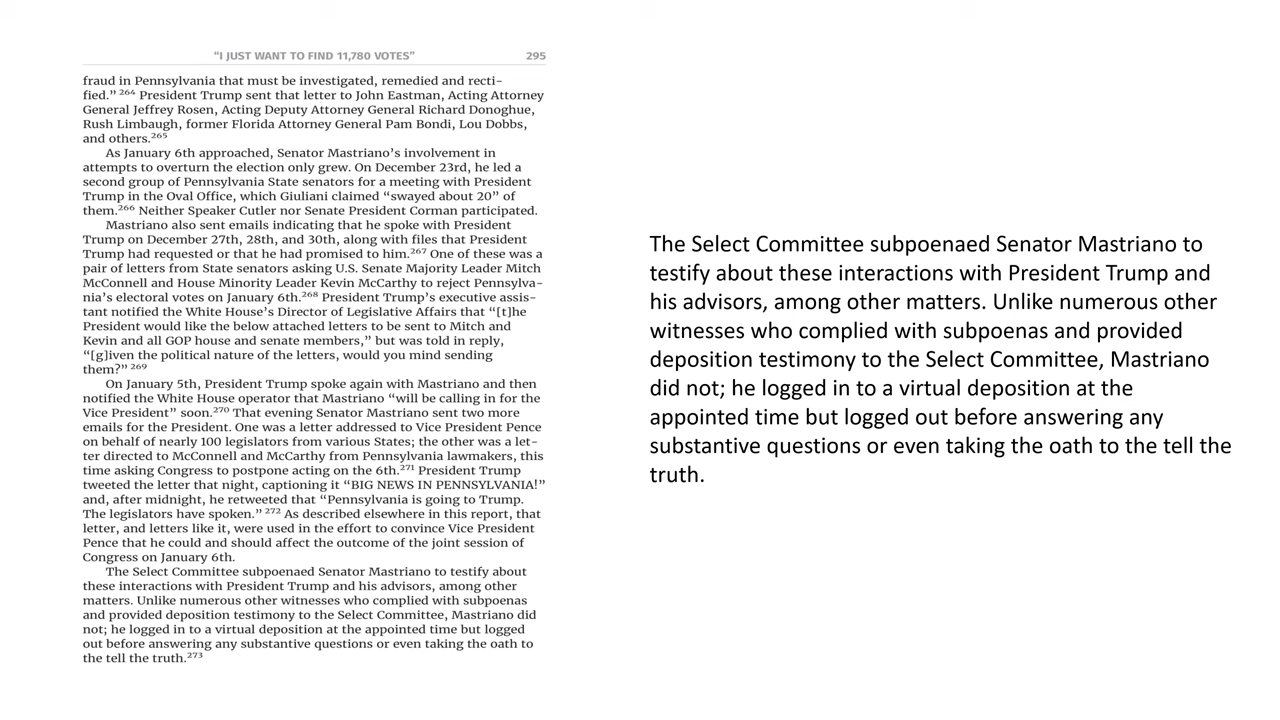 “I JUST WANT TO FIND 11,780 VOTES” 295
fraud in Pennsylvania that must be investigated, remedied and recti-
fied.” 264 President Trump sent that letter to John Eastman, Acting Attorney
General Jeffrey Rosen, Acting Deputy Attorney General Richard Donoghue,
Rush Limbaugh, former Florida Attorney General Pam Bondi, Lou Dobbs,
and others.265
As January 6th approached, Senator Mastriano’s involvement in
attempts to overturn the election only grew. On December 23rd, he led a
second group of Pennsylvania State senators for a meeting with President
Trump in the Oval Office, which Giuliani claimed “swayed about 20” of
them.266 Neither Speaker Cutler nor Senate President Corman participated.
Mastriano also sent emails indicating that he spoke with President
Trump on December 27th, 28th, and 30th, along with files that President
Trump had requested or that he had promised to him.267 One of these was a
pair of letters from State senators asking U.S. Senate Majority Leader Mitch
McConnell and House Minority Leader Kevin McCarthy to reject Pennsylva-
nia’s electoral votes on January 6th.268 President Trump’s executive assis-
tant notified the White House’s Director of Legislative Affairs that “[t]he
President would like the below attached letters to be sent to Mitch and
Kevin and all GOP house and senate members,” but was told in reply,
“[g]iven the political nature of the letters, would you mind sending
them?” 269
On January 5th, President Trump spoke again with Mastriano and then
notified the White House operator that Mastriano “will be calling in for the
Vice President” soon.270 That evening Senator Mastriano sent two more
emails for the President. One was a letter addressed to Vice President Pence
on behalf of nearly 100 legislators from various States; the other was a let-
ter directed to McConnell and McCarthy from Pennsylvania lawmakers, this
time asking Congress to postpone acting on the 6th.271 President Trump
tweeted the letter that night, captioning it “BIG NEWS IN PENNSYLVANIA!”
and, after midnight, he retweeted that “Pennsylvania is going to Trump.
The legislators have spoken.” 272 As described elsewhere in this report, that
letter, and letters like it, were used in the effort to convince Vice President
Pence that he could and should affect the outcome of the joint session of
Congress on January 6th.
The Select Committee subpoenaed Senator Mastriano to testify about
these interactions with President Trump and his advisors, among other
matters. Unlike numerous other witnesses who complied with subpoenas
and provided deposition testimony to the Select Committee, Mastriano did
not; he logged in to a virtual deposition at the appointed time but logged
out before answering any substantive questions or even taking the oath to
the tell the truth.273
The Select Committee subpoenaed Senator Mastriano to
testify about these interactions with President Trump and
his advisors, among other matters. Unlike numerous other
witnesses who complied with subpoenas and provided
deposition testimony to the Select Committee, Mastriano
did not; he logged in to a virtual deposition at the
appointed time but logged out before answering any
substantive questions or even taking the oath to the tell the
truth.